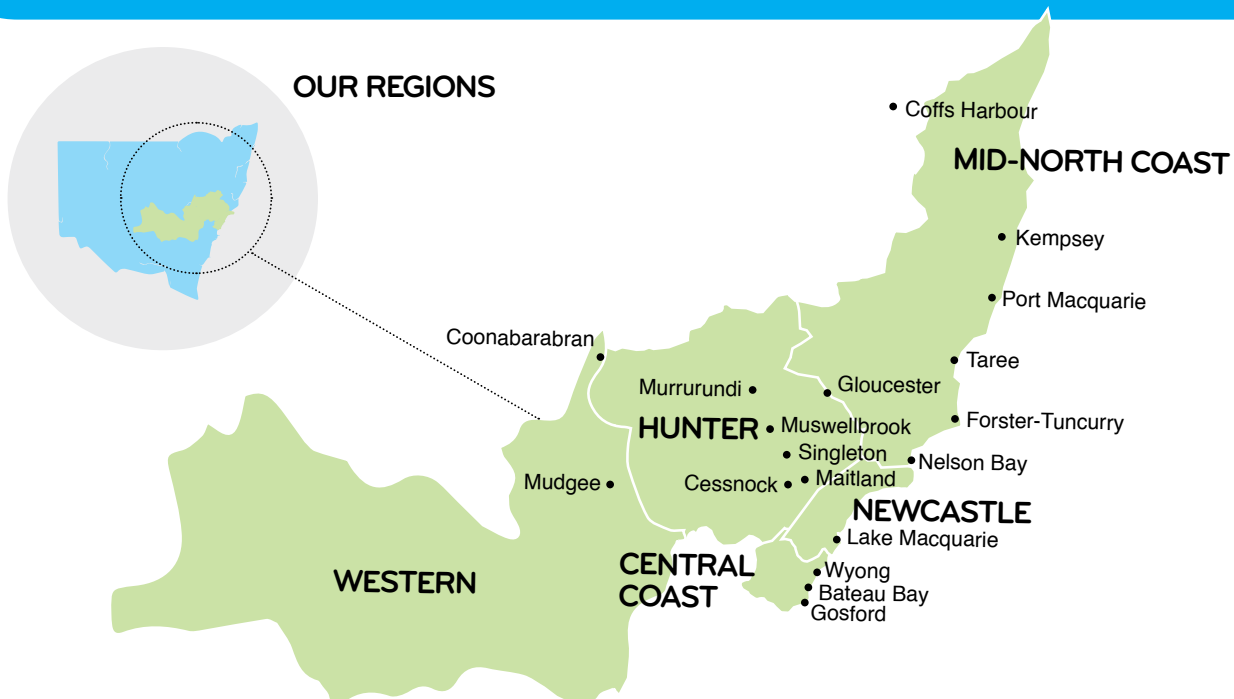 OUR REGIONS
Coffs Harbour
MID-NORTH COAST
Kempsey
Port Macquarie
Coonabarabran
Taree
Murrurundi
Gloucester
Forster-Tuncurry
HUNTER
Muswellbrook
Singleton
Nelson Bay
Mudgee
Cessnock
Maitland
NEWCASTLE
Lake Macquarie
CENTRAL
COAST
WESTERN
Wyong
Bateau Bay
Gosford